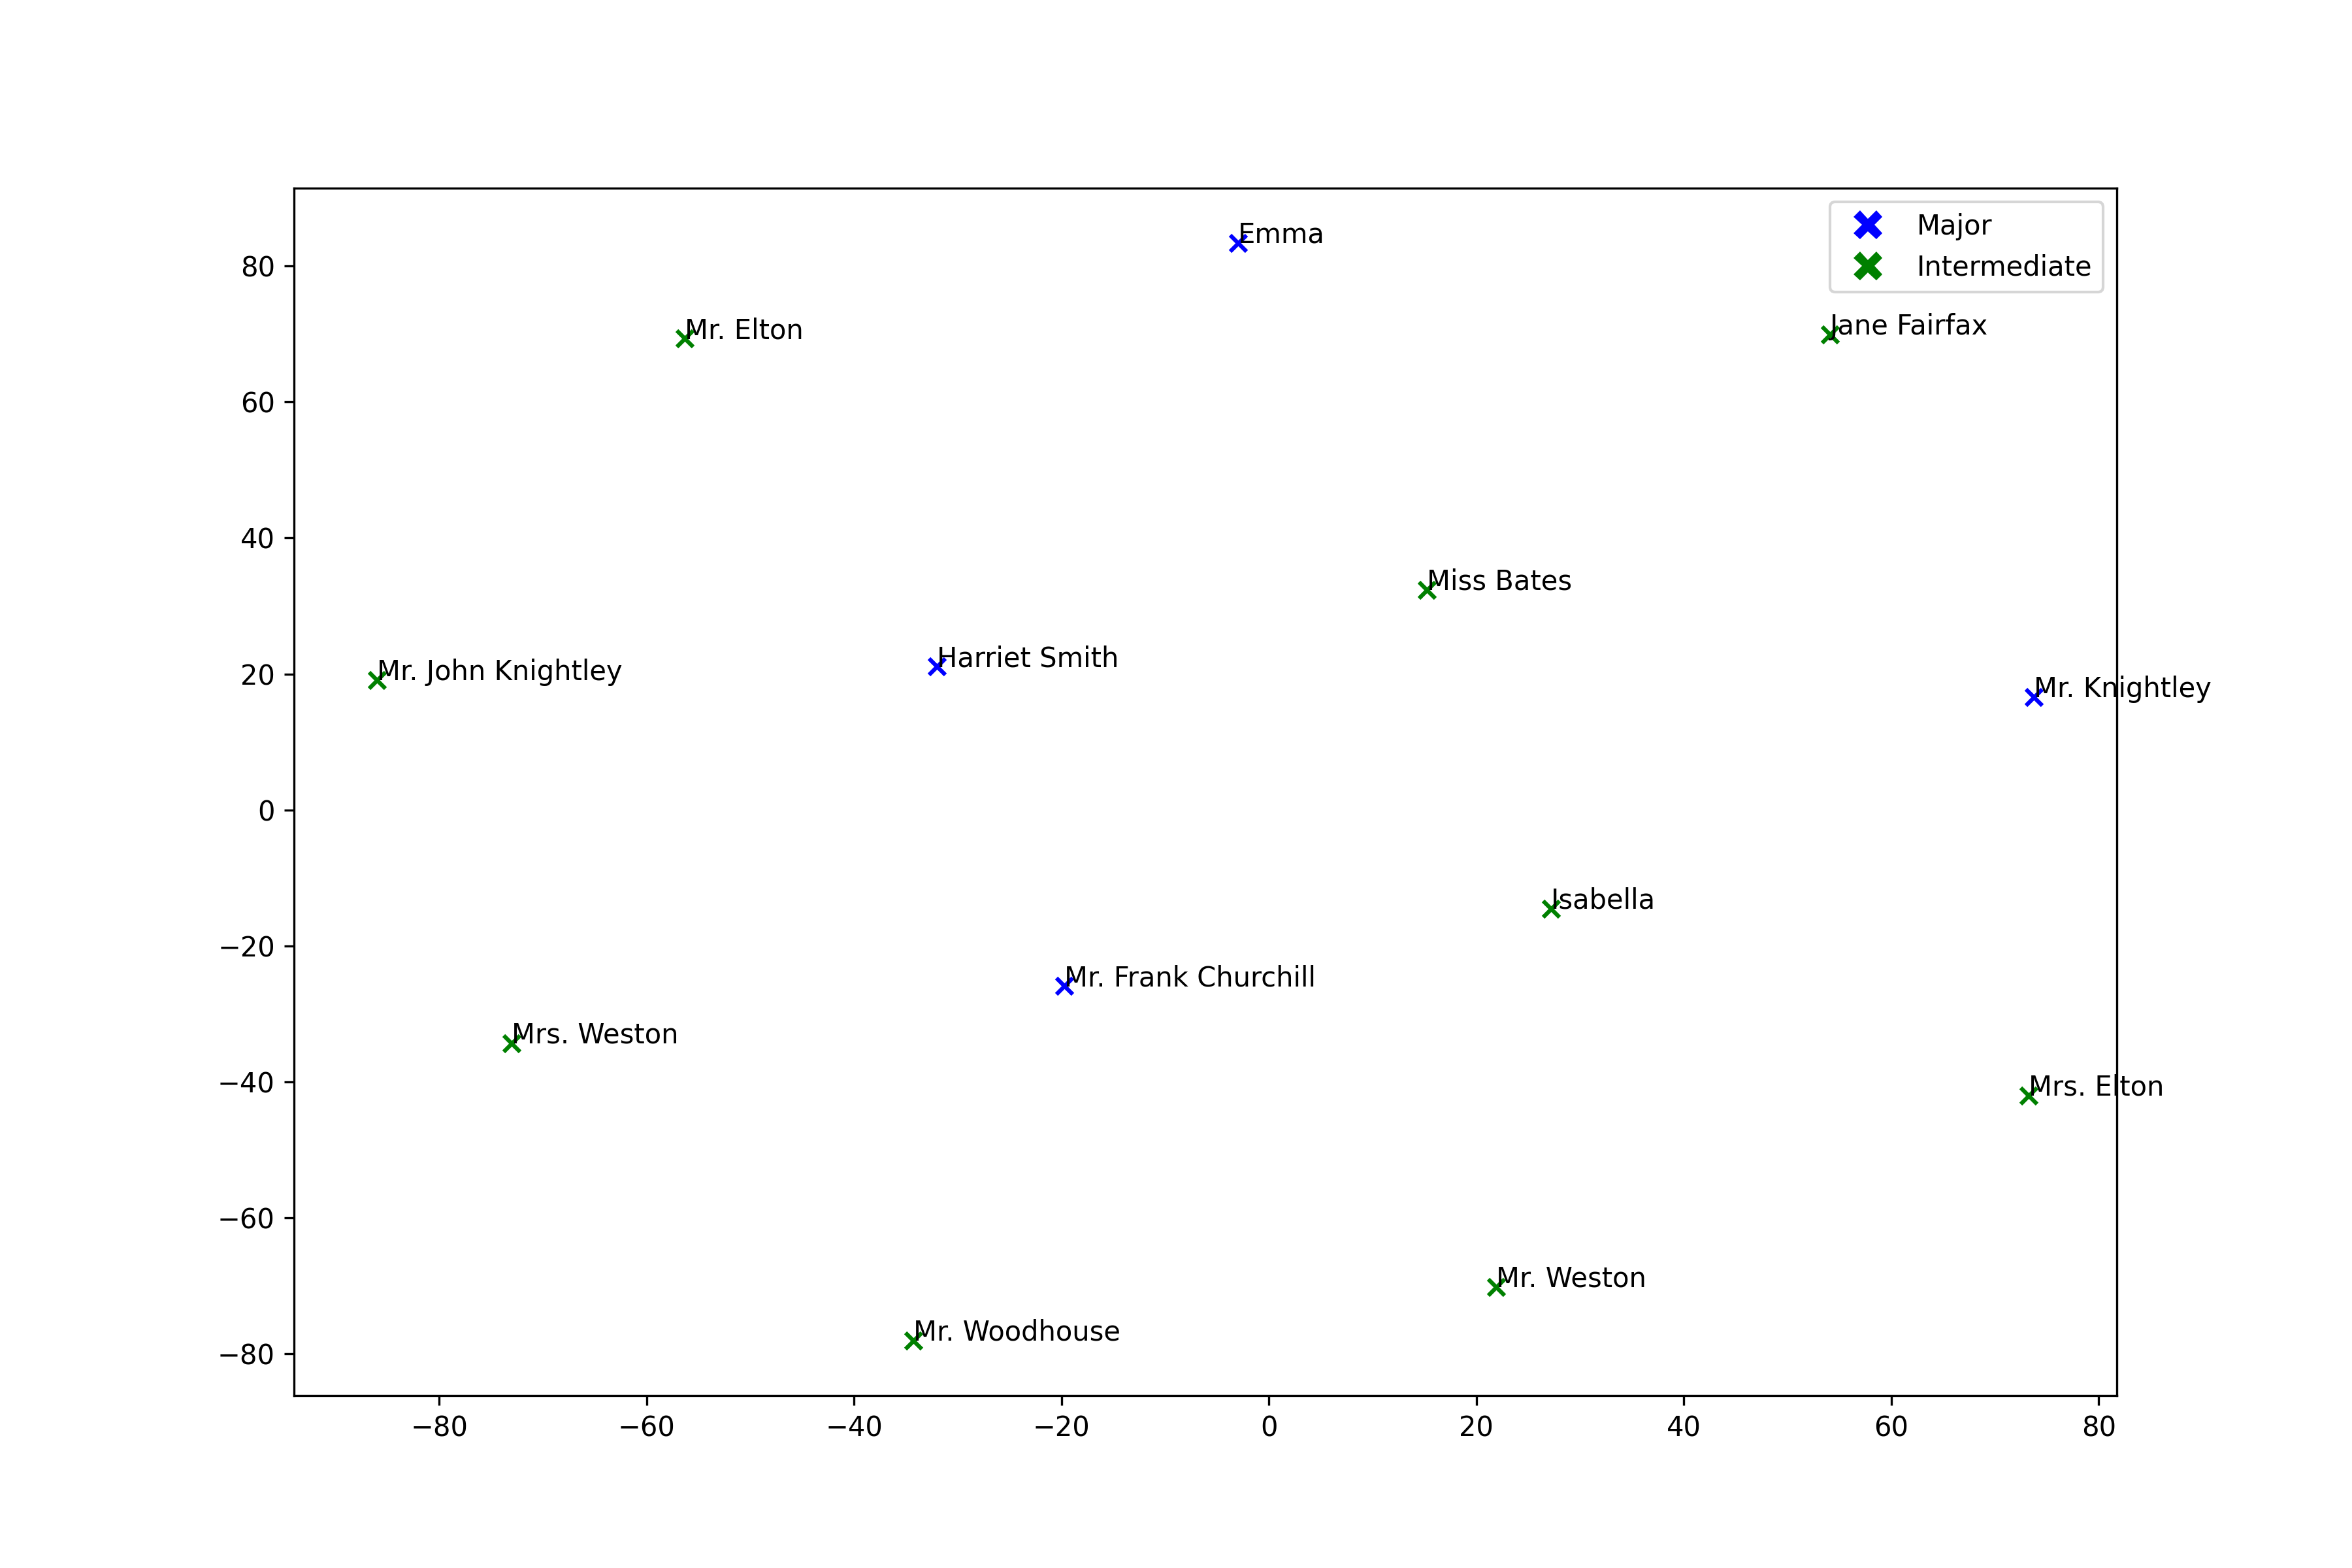 Major
Intermediate
Emma
Mr. Elton
Jane Fairfax
Miss Bates
Harriet Smith
Mr. John Knightley
Mr. Knightley
Isabella
Mr. Frank Churchill
Mrs. Weston
Mrs. Elton
Mr. Weston
Mr. Woodhouse
80
60
40
20
0
−20
−40
−60
−80
−80 −60 −40 −20 0 20 40 60 80